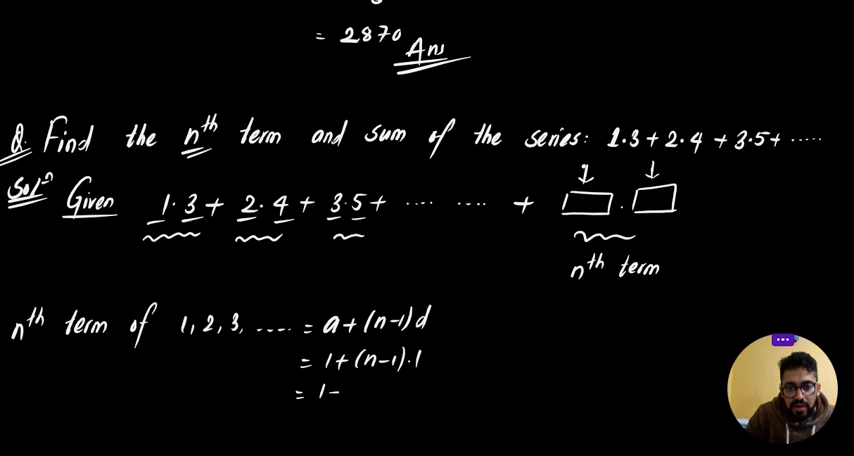 = 2870 Ans
Q. Find the nth term and sum of the series: 1.3 + 2.4 + 3.5 + .....
Solⁿ Given 1.3 + 2.4 + 3.5 + .... .... + .
nth term
nth term of 1, 2, 3, ..... = a + (n-1)d
= 1 + (n-1).1
= 1-